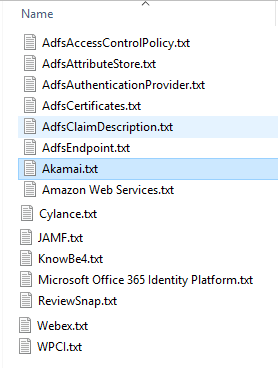 Name
AdfsAccessControlPolicy.txt
AdfsAttributeStore.txt
AdfsAuthenticationProvider.txt
AdfsCertificates.txt
AdfsClaimDescription.txt
AdfsEndpoint.txt
Akamai.txt
Amazon Web Services.txt
Cylance.txt
JAMF.txt
KnowBe4.txt
Microsoft Office 365 Identity Platform.txt
ReviewSnap.txt
Webex.txt
WPCI.txt